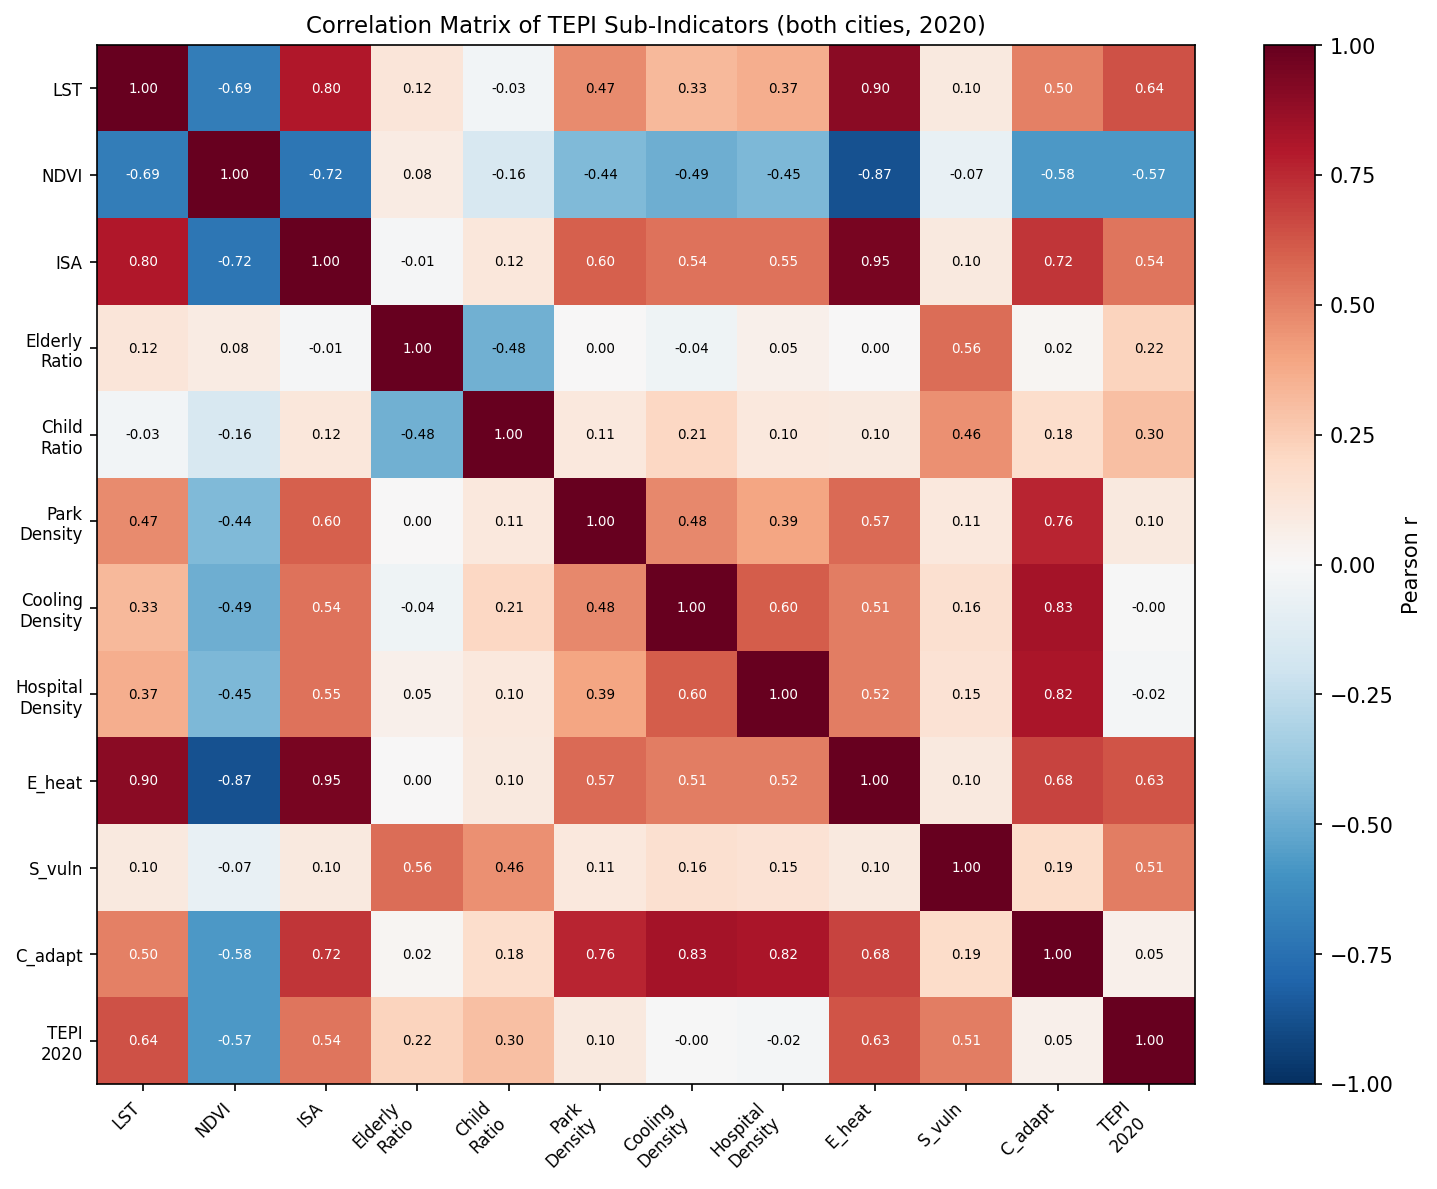 Correlation Matrix of TEPI Sub-Indicators (both cities, 2020)
LST 1.00 -0.69 0.80 0.12 -0.03 0.47 0.33 0.37 0.90 0.10 0.50 0.64
NDVI -0.69 1.00 -0.72 0.08 -0.16 -0.44 -0.49 -0.45 -0.87 -0.07 -0.58 -0.57
ISA 0.80 -0.72 1.00 -0.01 0.12 0.60 0.54 0.55 0.95 0.10 0.72 0.54
Elderly
Ratio
0.12 0.08 -0.01 1.00 -0.48 0.00 -0.04 0.05 0.00 0.56 0.02 0.22
Child
Ratio
-0.03 -0.16 0.12 -0.48 1.00 0.11 0.21 0.10 0.10 0.46 0.18 0.30
Park
Density
0.47 -0.44 0.60 0.00 0.11 1.00 0.48 0.39 0.57 0.11 0.76 0.10
Cooling
Density
0.33 -0.49 0.54 -0.04 0.21 0.48 1.00 0.60 0.51 0.16 0.83 -0.00
Hospital
Density
0.37 -0.45 0.55 0.05 0.10 0.39 0.60 1.00 0.52 0.15 0.82 -0.02
E_heat 0.90 -0.87 0.95 0.00 0.10 0.57 0.51 0.52 1.00 0.10 0.68 0.63
S_vuln 0.10 -0.07 0.10 0.56 0.46 0.11 0.16 0.15 0.10 1.00 0.19 0.51
C_adapt 0.50 -0.58 0.72 0.02 0.18 0.76 0.83 0.82 0.68 0.19 1.00 0.05
TEPI
2020
0.64 -0.57 0.54 0.22 0.30 0.10 -0.00 -0.02 0.63 0.51 0.05 1.00
LST
NDVI
ISA
Elderly
Ratio
Child
Ratio
Park
Density
Cooling
Density
Hospital
Density
E_heat
S_vuln
C_adapt
TEPI
2020
1.00
0.75
0.50
0.25
0.00
−0.25
−0.50
−0.75
−1.00
Pearson r